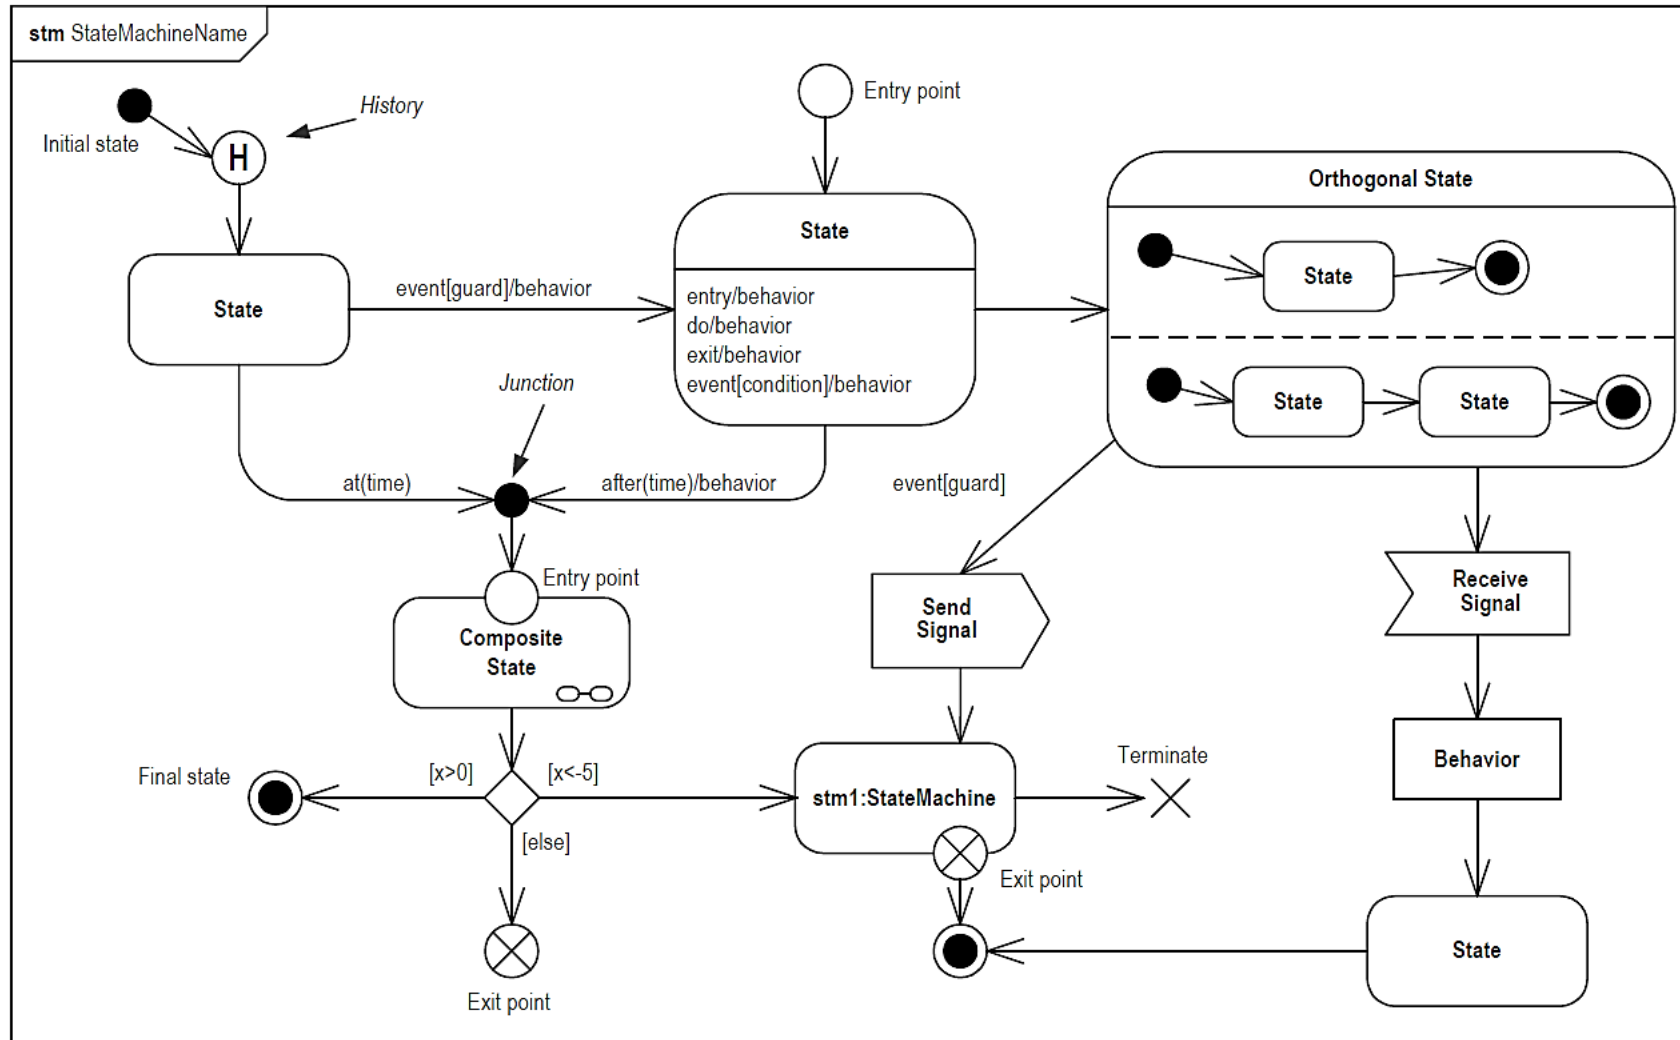 stm StateMachineName
Initial state
History
H
Entry point
Orthogonal State
State
State
State
State
State
event[guard]/behavior
State
entry/behavior
do/behavior
exit/behavior
event[condition]/behavior
Junction
at(time)
after(time)/behavior
event[guard]
Entry point
Composite
State
Send
Signal
Receive
Signal
Final state
[x>0]
[x<-5]
[else]
stm1:StateMachine
Terminate
Behavior
Exit point
Exit point
State